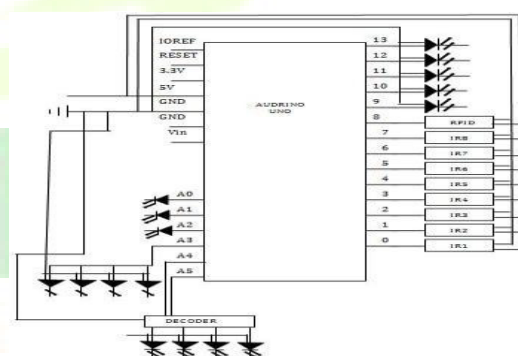 IOREF
RESET
3.3V
5V
GND
GND
Vin
A0
A1
A2
A3
A4
A5
AUDRINO
UNO
13
12
11
10
9
8
7
6
5
4
3
2
1
0
RFID
IR8
IR7
IR6
IR5
IR4
IR3
IR2
IR1
DECODER